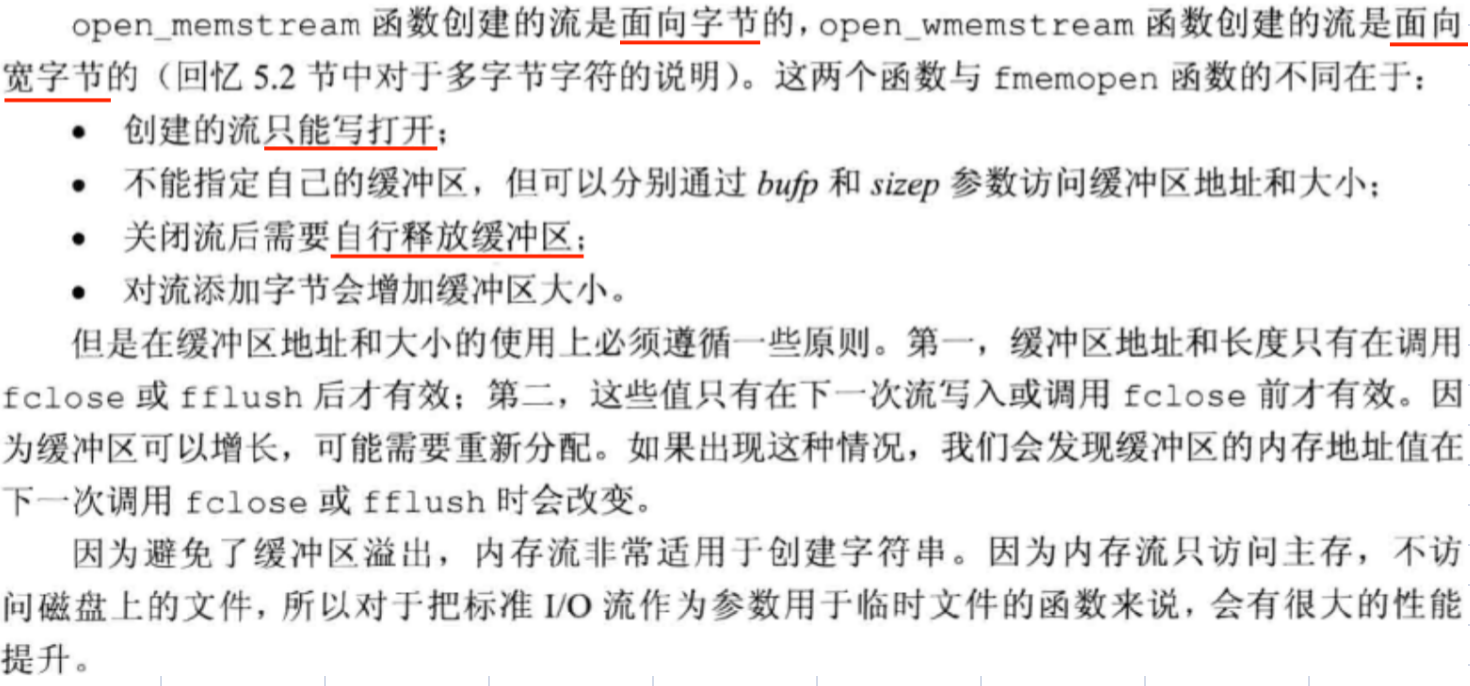 open_memstream 函数创建的流是面向字节的，open_wmemstream 函数创建的流是面向
宽字节的（回忆 5.2 节中对于多字节字符的说明）。这两个函数与 fmemopen 函数的不同在于：
• 创建的流只能写打开；
• 不能指定自己的缓冲区，但可以分别通过 bufp 和 sizep 参数访问缓冲区地址和大小；
• 关闭流后需要自行释放缓冲区；
• 对流添加字节会增加缓冲区大小。
但是在缓冲区地址和大小的使用上必须遵循一些原则。第一，缓冲区地址和长度只有在调用
fclose 或 fflush 后才有效；第二，这些值只有在下一次流写入或调用 fclose 前才有效。因
为缓冲区可以增长，可能需要重新分配。如果出现这种情况，我们会发现缓冲区的内存地址值在
下一次调用 fclose 或 fflush 时会改变。
因为避免了缓冲区溢出，内存流非常适用于创建字符串。因为内存流只访问主存，不访
问磁盘上的文件，所以对于把标准 I/O 流作为参数用于临时文件的函数来说，会有很大的性能
提升。